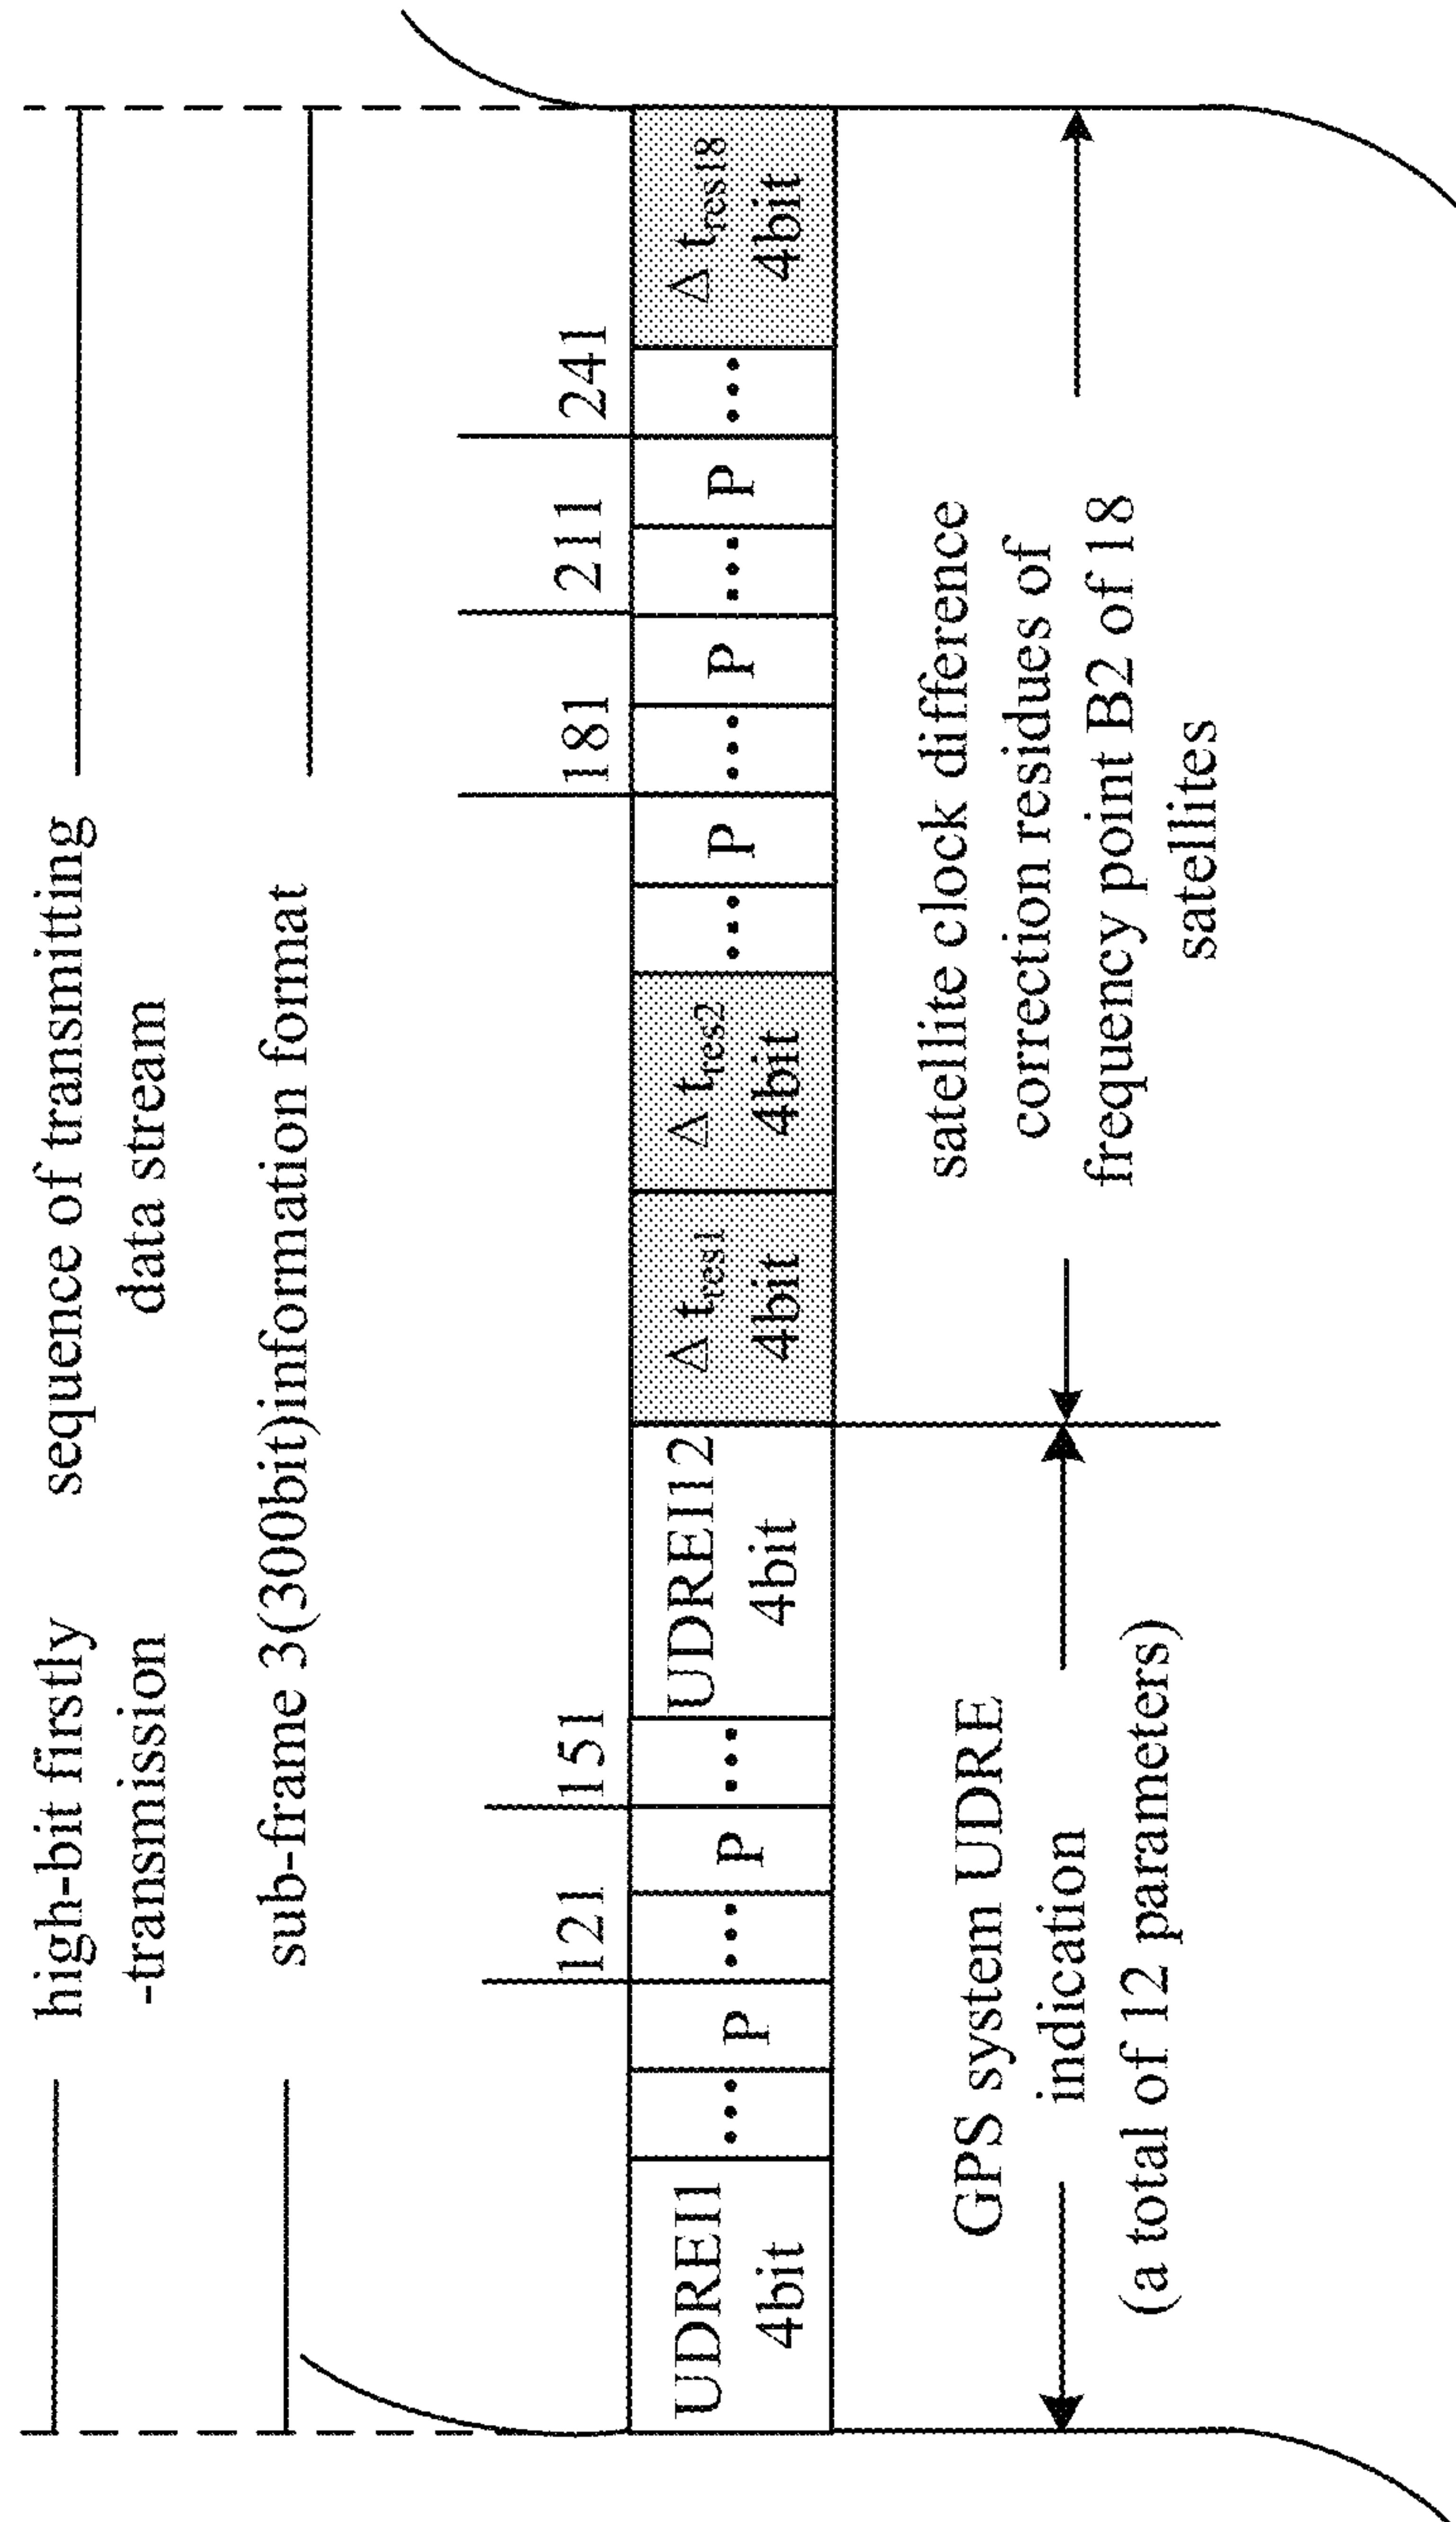 high-bit firstly
-transmission
sequence of transmitting
data stream
sub-frame 3(300bit)information format
121
151
181
211
241
UDREI1
4bit
...
P
...
P
...
UDREI12
4bit
Δ tres1
4bit
Δ tres2
4bit
...
P
...
P
...
P
...
Δ tres18
4bit
GPS system UDRE
indication
(a total of 12 parameters)
satellite clock difference
correction residues of
frequency point B2 of 18
satellites